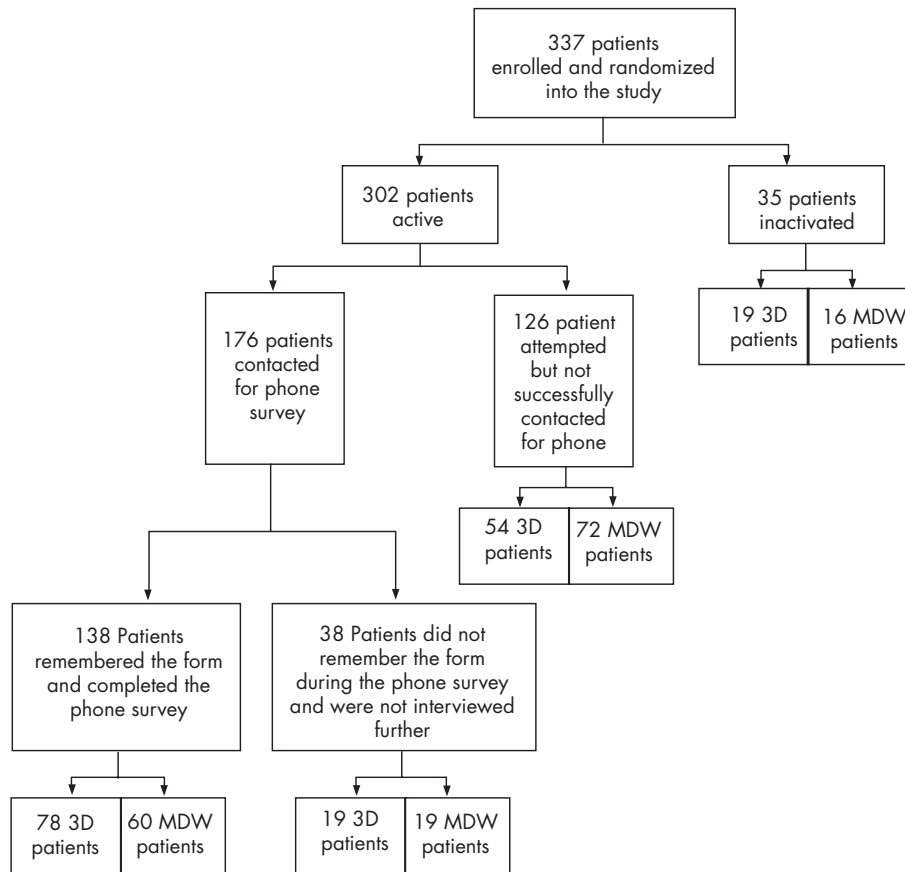 337 patients
enrolled and randomized
into the study
302 patients
active
35 patients
inactivated
176 patients
contacted
for phone
survey
126 patient
attempted
but not
successfully
contacted
for phone
19 3D
patients
16 MDW
patients
54 3D
patients
72 MDW
patients
138 Patients
remembered the form
and completed the
phone survey
38 Patients did not
remember the form
during the phone survey
and were not interviewed
further
78 3D
patients
60 MDW
patients
19 3D
patients
19 MDW
patients